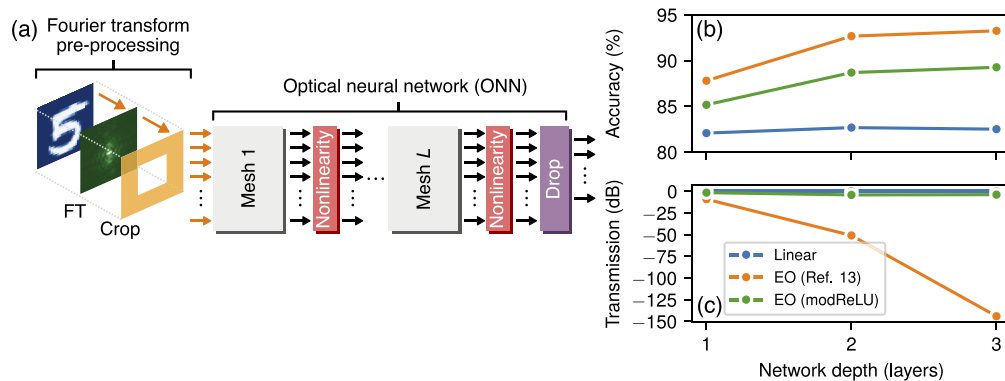 (a)
Fourier transform
pre-processing
5
FT
Crop
Optical neural network (ONN)
Mesh 1
Nonlinearity
Mesh L
Nonlinearity
Drop
(b)
Accuracy (%)
95
90
85
80
Transmission (dB)
0
−25
−50
−75
−100
−125
−150
Linear
EO (Ref. 13)
EO (modReLU)
(c)
1
2
3
Network depth (layers)